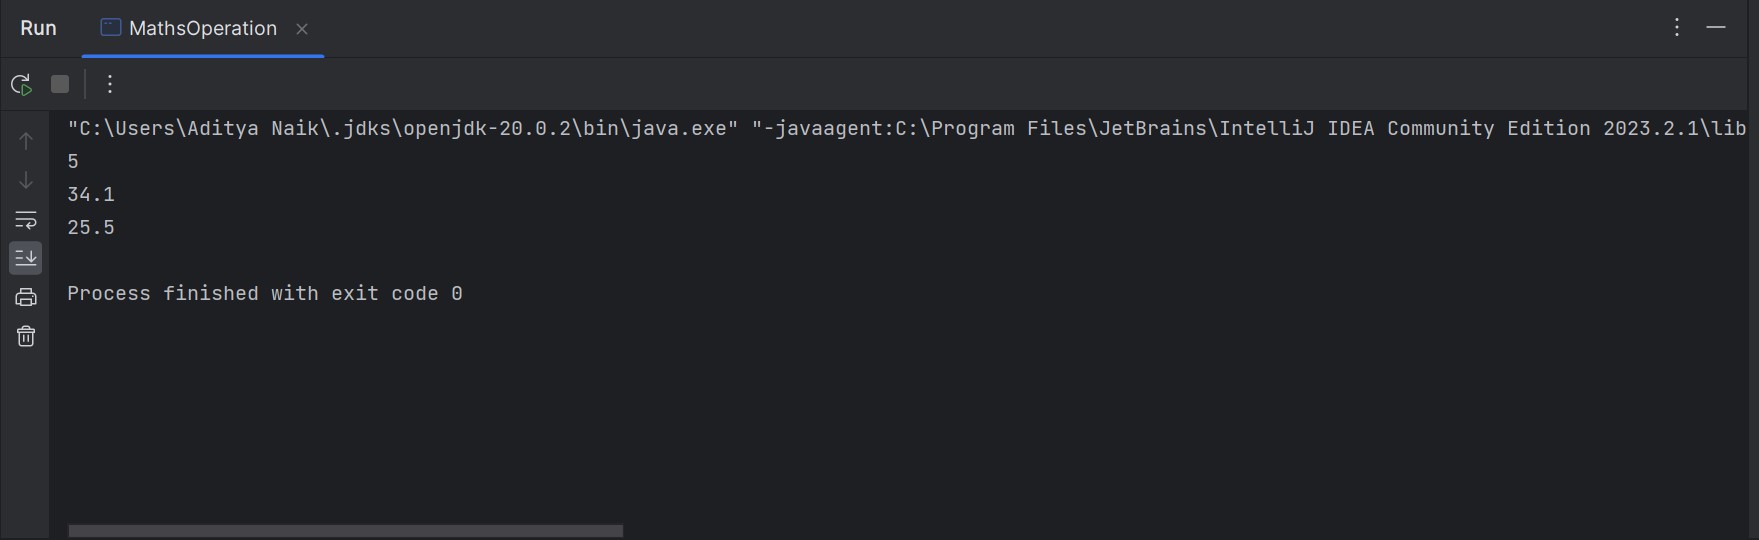 Run MathsOperation
"C:\Users\Aditya Naik\.jdks\openjdk-20.0.2\bin\java.exe" "-javaagent:C:\Program Files\JetBrains\IntelliJ IDEA Community Edition 2023.2.1\lib
5
34.1
25.5
Process finished with exit code 0